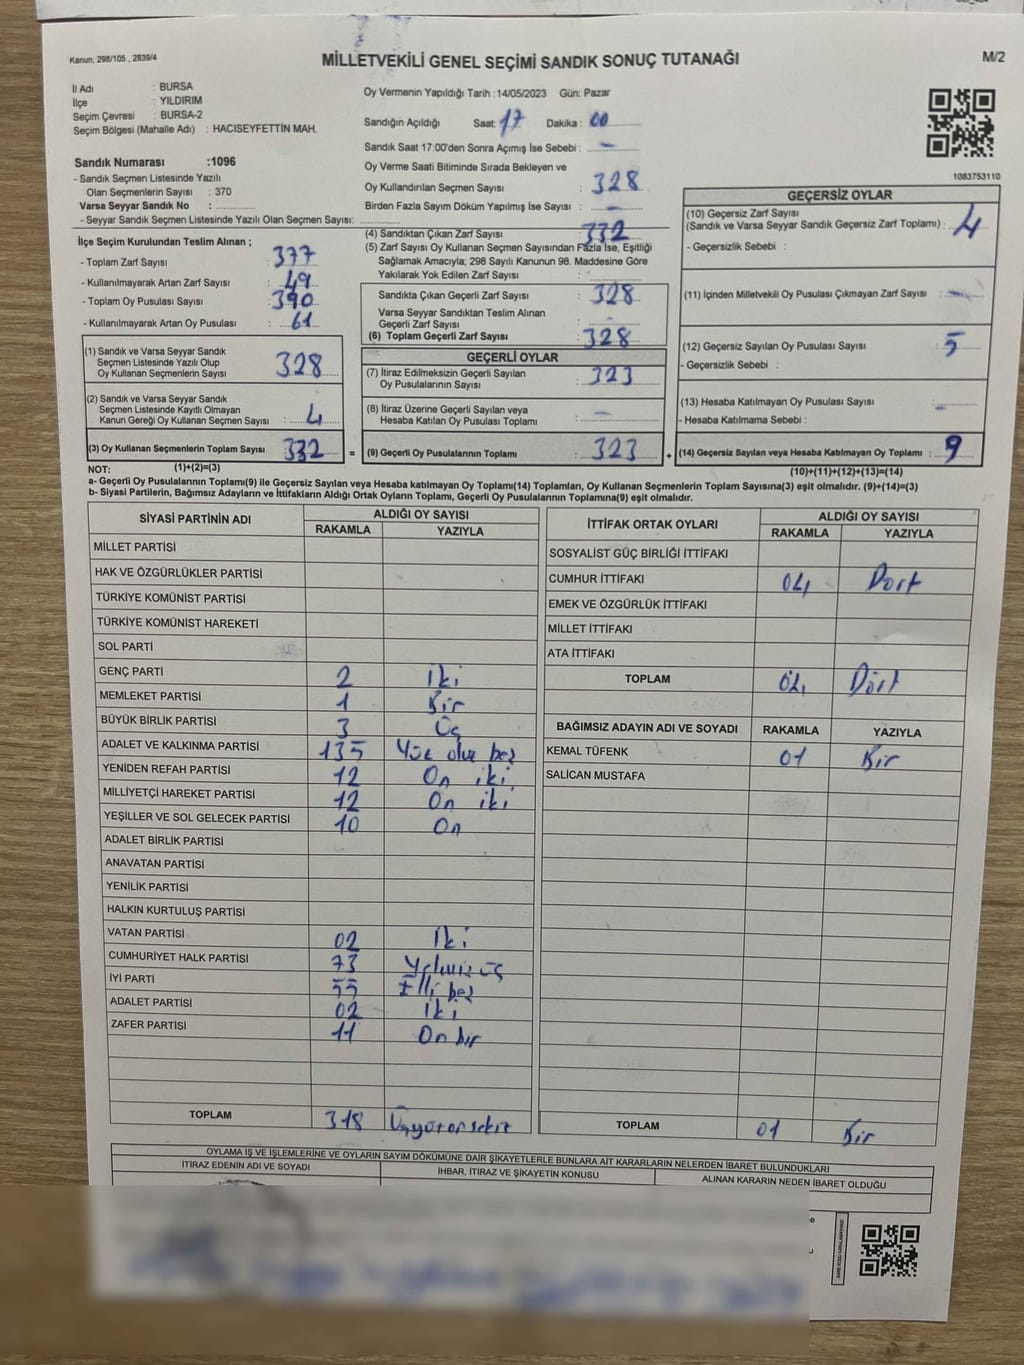 Kanun; 298/105 , 2839/4
MİLLETVEKİLİ GENEL SEÇİMİ SANDIK SONUÇ TUTANAĞI
M/2
İl Adı : BURSA
İlçe : YILDIRIM
Seçim Çevresi : BURSA-2
Seçim Bölgesi (Mahalle Adı) : HACISEYFETTİN MAH.
Sandık Numarası :1096
- Sandık Seçmen Listesinde Yazılı
Olan Seçmenlerin Sayısı : 370
Varsa Seyyar Sandık No :
- Seyyar Sandık Seçmen Listesinde Yazılı Olan Seçmen Sayısı:
Oy Vermenin Yapıldığı Tarih :14/05/2023 Gün: Pazar
Sandığın Açıldığı Saat: 17 Dakika : 00
Sandık Saat 17:00'den Sonra Açımış İse Sebebi : -
Oy Verme Saati Bitiminde Sırada Bekleyen ve
Oy Kullandırılan Seçmen Sayısı : 328
Birden Fazla Sayım Döküm Yapılmış İse Sayısı : -
1083753110
İlçe Seçim Kurulundan Teslim Alınan ;
- Toplam Zarf Sayısı : 377
- Kullanılmayarak Artan Zarf Sayısı : 49
- Toplam Oy Pusulası Sayısı : 390
- Kullanılmayarak Artan Oy Pusulası : 61
(4) Sandıktan Çıkan Zarf Sayısı : 332
(5) Zarf Sayısı Oy Kullanan Seçmen Sayısından Fazla İse, Eşitliği
Sağlamak Amacıyla; 298 Sayılı Kanunun 98. Maddesine Göre
Yakılarak Yok Edilen Zarf Sayısı :
Sandıkta Çıkan Geçerli Zarf Sayısı : 328
Varsa Seyyar Sandıktan Teslim Alınan
Geçerli Zarf Sayısı : -
(6) Toplam Geçerli Zarf Sayısı : 328
GEÇERSİZ OYLAR
(10) Geçersiz Zarf Sayısı
(Sandık ve Varsa Seyyar Sandık Geçersiz Zarf Toplamı) : 4
- Geçersizlik Sebebi :
(11) İçinden Milletvekili Oy Pusulası Çıkmayan Zarf Sayısı : -
(12) Geçersiz Sayılan Oy Pusulası Sayısı : 5
- Geçersizlik Sebebi :
(13) Hesaba Katılmayan Oy Pusulası Sayısı : -
- Hesaba Katılmama Sebebi :
(14) Geçersiz Sayılan veya Hesaba Katılmayan Oy Toplamı : 9
(1) Sandık ve Varsa Seyyar Sandık
Seçmen Listesinde Yazılı Olup
Oy Kullanan Seçmenlerin Sayısı : 328
(2) Sandık ve Varsa Seyyar Sandık
Seçmen Listesinde Kayıtlı Olmayan
Kanun Gereği Oy Kullanan Seçmen Sayısı : 4
(3) Oy Kullanan Seçmenlerin Toplam Sayısı : 332
GEÇERLİ OYLAR
(7) İtiraz Edilmeksizin Geçerli Sayılan
Oy Pusulalarının Sayısı : 323
(8) İtiraz Üzerine Geçerli Sayılan veya
Hesaba Katılan Oy Pusulası Toplamı : -
= (9) Geçerli Oy Pusulalarının Toplamı : 323 +
NOT: (1)+(2)=(3)
(10)+(11)+(12)+(13)=(14)
a- Geçerli Oy Pusulalarının Toplamı(9) ile Geçersiz Sayılan veya Hesaba katılmayan Oy Toplamı(14) Toplamları, Oy Kullanan Seçmenlerin Toplam Sayısına(3) eşit olmalıdır. (9)+(14)=(3)
b- Siyasi Partilerin, Bağımsız Adayların ve İttifakların Aldığı Ortak Oyların Toplamı, Geçerli Oy Pusulalarının Toplamına(9) eşit olmalıdır.
SİYASİ PARTİNİN ADI ALDIĞI OY SAYISI
RAKAMLA YAZIYLA
MİLLET PARTİSİ
HAK VE ÖZGÜRLÜKLER PARTİSİ
TÜRKİYE KOMÜNİST PARTİSİ
TÜRKİYE KOMÜNİST HAREKETİ
SOL PARTİ
GENÇ PARTİ 2 İki
MEMLEKET PARTİSİ 1 Bir
BÜYÜK BİRLİK PARTİSİ 3 Üç
ADALET VE KALKINMA PARTİSİ 135 Yüz otuz beş
YENİDEN REFAH PARTİSİ 12 On iki
MİLLİYETÇİ HAREKET PARTİSİ 12 On iki
YEŞİLLER VE SOL GELECEK PARTİSİ 10 On
ADALET BİRLİK PARTİSİ
ANAVATAN PARTİSİ
YENİLİK PARTİSİ
HALKIN KURTULUŞ PARTİSİ
VATAN PARTİSİ 02 İki
CUMHURİYET HALK PARTİSİ 73 Yetmiş üç
İYİ PARTİ 55 Elli beş
ADALET PARTİSİ 02 İki
ZAFER PARTİSİ 11 On bir
TOPLAM 318 Üçyüzonsekiz
İTTİFAK ORTAK OYLARI ALDIĞI OY SAYISI
RAKAMLA YAZIYLA
SOSYALİST GÜÇ BİRLİĞİ İTTİFAKI
CUMHUR İTTİFAKI 04 Dört
EMEK VE ÖZGÜRLÜK İTTİFAKI
MİLLET İTTİFAKI
ATA İTTİFAKI
TOPLAM 04 Dört
BAĞIMSIZ ADAYIN ADI VE SOYADI RAKAMLA YAZIYLA
KEMAL TÜFENK 01 Bir
SALİCAN MUSTAFA
TOPLAM 01 Bir
OYLAMA İŞ VE İŞLEMLERİNE VE OYLARIN SAYIM DÖKÜMÜNE DAİR ŞİKAYETLERLE BUNLARA AİT KARARLARIN NELERDEN İBARET BULUNDUKLARI
İTİRAZ EDENİN ADI VE SOYADI İHBAR, İTİRAZ VE ŞİKAYETİN KONUSU ALINAN KARARIN NEDEN İBARET OLDUĞU